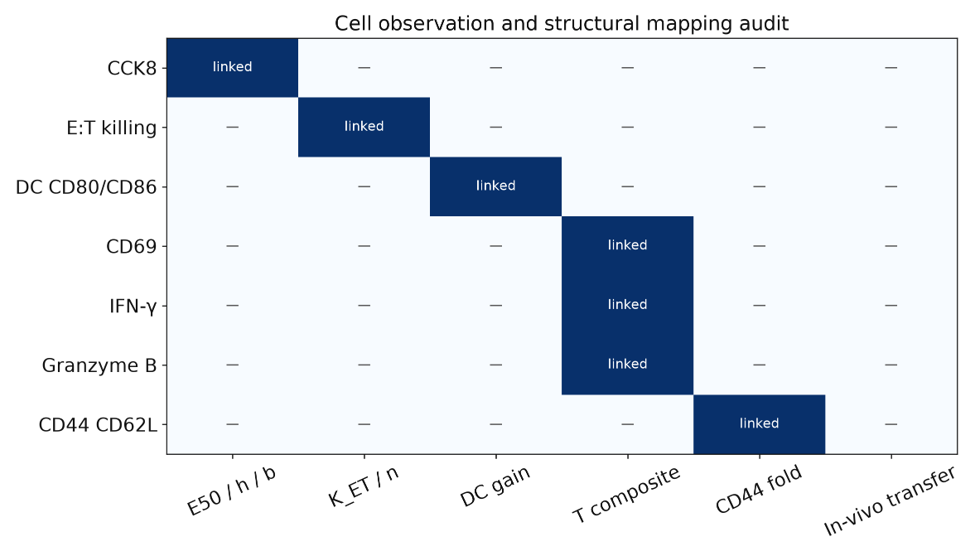 Cell observation and structural mapping audit
CCK8 linked — — — — —
E:T killing — linked — — — —
DC CD80/CD86 — — linked — — —
CD69 — — — linked — —
IFN-γ — — — linked — —
Granzyme B — — — linked — —
CD44 CD62L — — — — linked —
E50 / h / b K_ET / n DC gain T composite CD44 fold In-vivo transfer